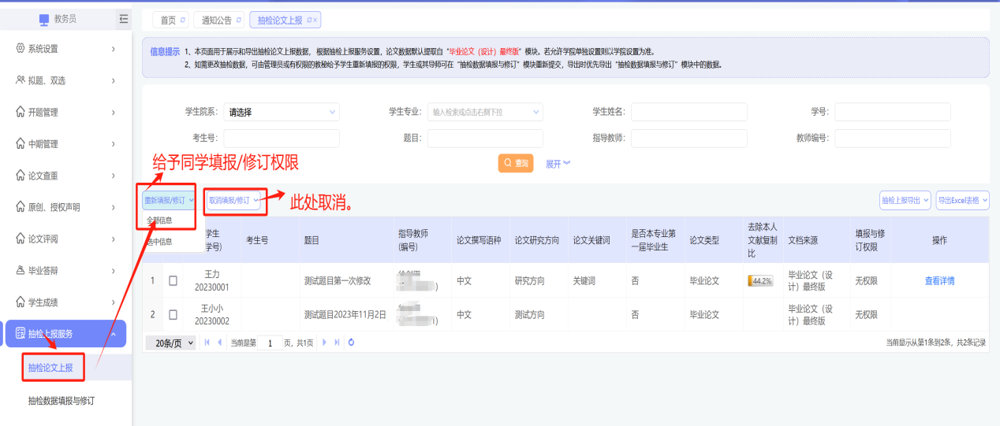 教务员
首页
通知公告
抽检论文上报
系统设置
拟题、双选
开题管理
中期管理
论文查重
原创、授权声明
论文评阅
毕业答辩
学生成绩
抽检上报服务
抽检论文上报
抽检数据填报与修订
信息提示 1、本页面用于展示和导出抽检论文上报数据，根据抽检上报服务设置，论文数据默认提取自“毕业论文（设计）最终版”模块。若允许学院单独设置则以学院设置为准。
2、如需更改抽检数据，可由管理员或有权限的教秘给予学生重新填报的权限，学生或其导师可在“抽检数据填报与修订”模块重新提交，导出时优先导出“抽检数据填报与修订”模块中的数据。
学生院系： 请选择 学生专业： 输入检索或点击右侧下拉 学生姓名： 学号：
考生号： 题目： 指导教师： 教师编号：
给予同学填报/修订权限
查询 展开
重新填报/修订 取消填报/修订 此处取消。 抽检上报导出 导出Excel表格
全部信息
选中信息
学生 考生号 题目 指导教师 论文撰写语种 论文研究方向 论文关键词 是否本专业第 论文类型 去除本人 文档来源 填报与修 操作
学号) (编号) 一届毕业生 文献复制 订权限
比
1 王力 测试题目第一次修改 中文 研究方向 关键词 否 毕业论文 44.2% 毕业论文（设 无权限 查看详情
20230001 ) 计）最终版
2 王小小 测试题目2023年11月2日 中文 测试方向 否 毕业论文 毕业论文（设 无权限
20230002 1) 计）最终版
20条/页 当前是第 1 页，共1页 当前显示从第1条到2条，共2条记录